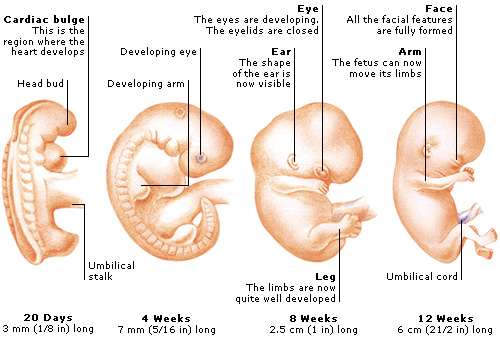 Cardiac bulge
This is the
region where the
heart develops
Head bud
Umbilical
stalk
20 Days
3 mm (1/8 in) long
Developing eye
Developing arm
4 Weeks
7 mm (5/16 in) long
Eye
The eyes are developing.
The eyelids are closed
Ear
The shape
of the ear is
now visible
Leg
The limbs are now
quite well developed
8 Weeks
2.5 cm (1 in) long
Face
All the facial features
are fully formed
Arm
The fetus can now
move its limbs
Umbilical cord
12 Weeks
6 cm (21/2 in) long